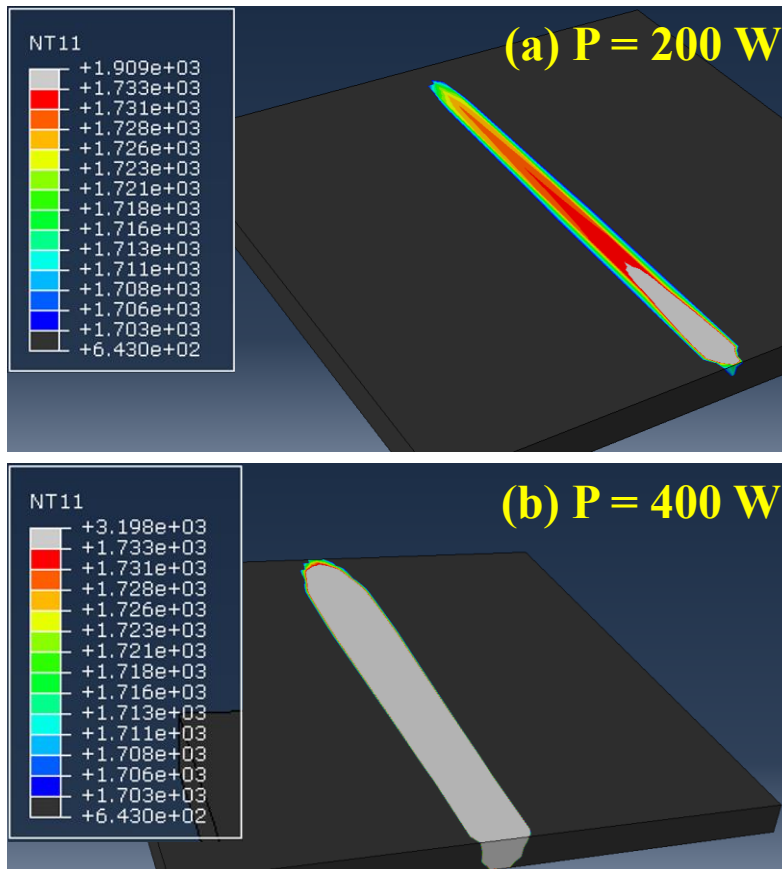 (a) P = 200 W
NT11
+1.909e+03
+1.733e+03
+1.731e+03
+1.728e+03
+1.726e+03
+1.723e+03
+1.721e+03
+1.718e+03
+1.716e+03
+1.713e+03
+1.711e+03
+1.708e+03
+1.706e+03
+1.703e+03
+6.430e+02
(b) P = 400 W
NT11
+3.198e+03
+1.733e+03
+1.731e+03
+1.728e+03
+1.726e+03
+1.723e+03
+1.721e+03
+1.718e+03
+1.716e+03
+1.713e+03
+1.711e+03
+1.708e+03
+1.706e+03
+1.703e+03
+6.430e+02